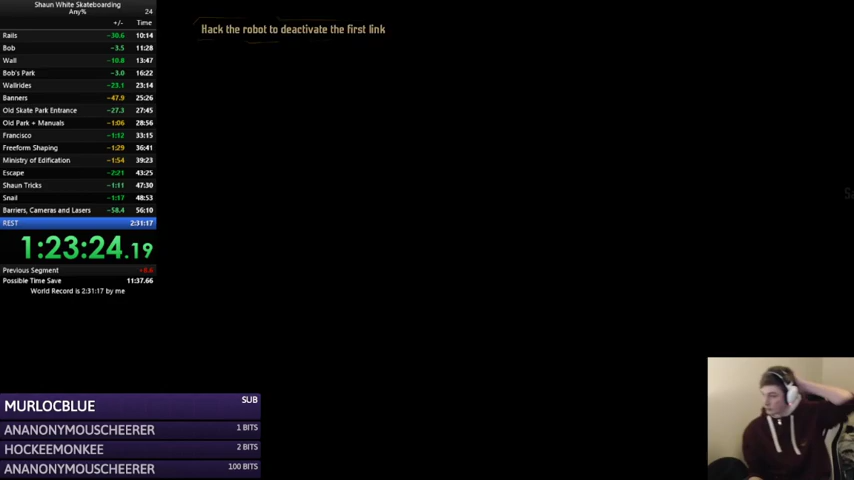 Shaun White Skateboarding
Any% 24
+/- Time
Rails -30.6 10:14
Bob -3.5 11:28
Wall -10.8 13:47
Bob's Park -3.0 16:22
Wallrides -23.1 23:14
Banners -47.9 25:26
Old Skate Park Entrance -27.3 27:45
Old Park + Manuals -1:06 28:56
Francisco -1:12 33:15
Freeform Shaping -1:29 36:41
Ministry of Edification -1:54 39:23
Escape -2:21 43:25
Shaun Tricks -1:11 47:30
Snail -1:17 48:53
Barriers, Cameras and Lasers -58.4 56:10
REST 2:31:17
1:23:24.19
Previous Segment +6.6
Possible Time Save 11:37.66
World Record is 2:31:17 by me
Hack the robot to deactivate the first link
MURLOCBLUE SUB
ANANONYMOUSCHEERER 1 BITS
HOCKEEMONKEE 2 BITS
ANANONYMOUSCHEERER 100 BITS